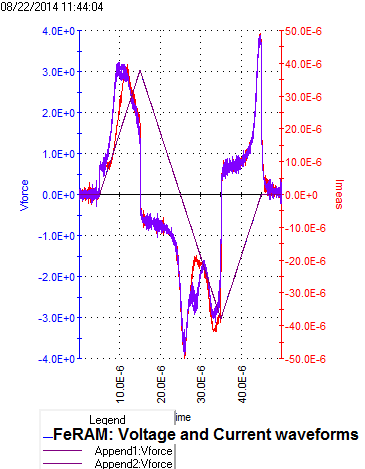 08/22/2014 11:44:04
4.0E+0
3.0E+0
2.0E+0
1.0E+0
0.0E+0
-1.0E+0
-2.0E+0
-3.0E+0
-4.0E+0
Vforce
50.0E-6
40.0E-6
30.0E-6
20.0E-6
10.0E-6
0.0E+0
-10.0E-6
-20.0E-6
-30.0E-6
-40.0E-6
-50.0E-6
Imeas
10.0E-6
20.0E-6
30.0E-6
40.0E-6
ime
Legend
FeRAM: Voltage and Current waveforms
Append1:Vforce
Append2:Vforce